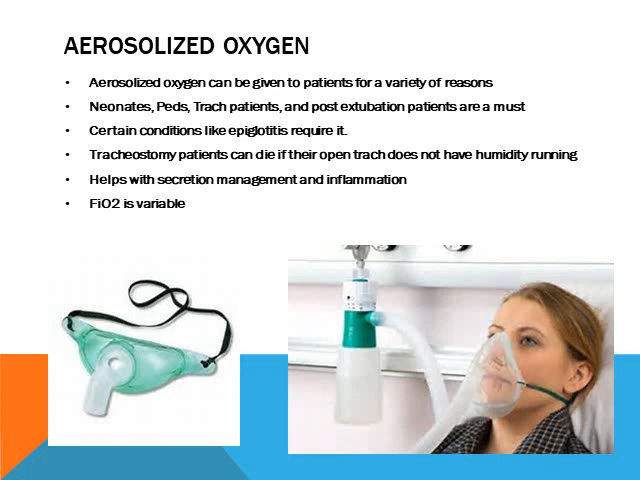 AEROSOLIZED OXYGEN
• Aerosolized oxygen can be given to patients for a variety of reasons
• Neonates, Peds, Trach patients, and post extubation patients are a must
• Certain conditions like epiglotitis require it.
• Tracheostomy patients can die if their open trach does not have humidity running
• Helps with secretion management and inflammation
• FiO2 is variable